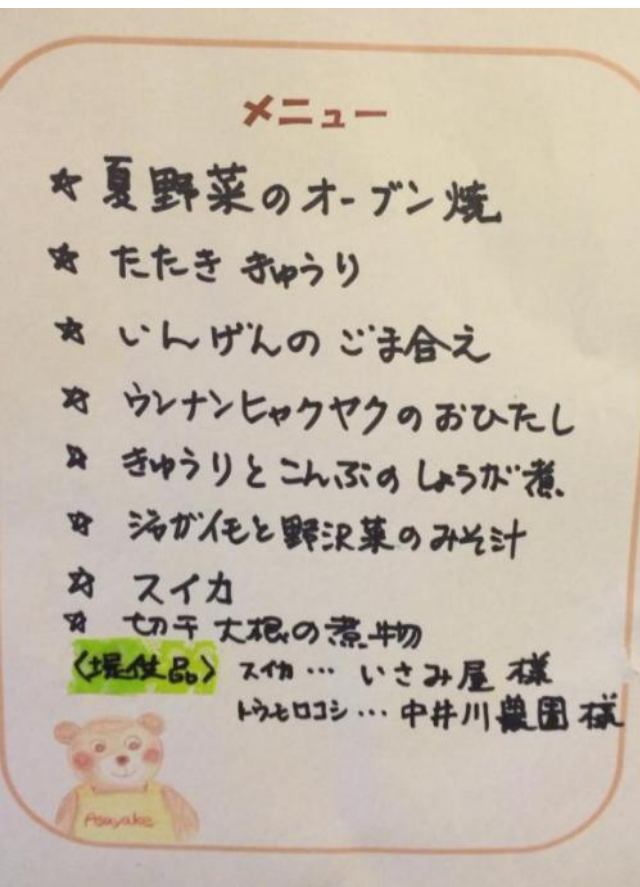 メニュー
☆ 夏野菜のオーブン焼
☆ たたき きゅうり
☆ いんげんの ごま合え
☆ ウンナンヒャクヤクのおひたし
☆ きゅうりとこんぶのしょうが煮
☆ ジャガイモと野沢菜のみそ汁
☆ スイカ
☆ 切干大根の煮物
〈提供品〉 スイカ… いさみ屋 様
トウモロコシ… 中井川農園 様
Asayake